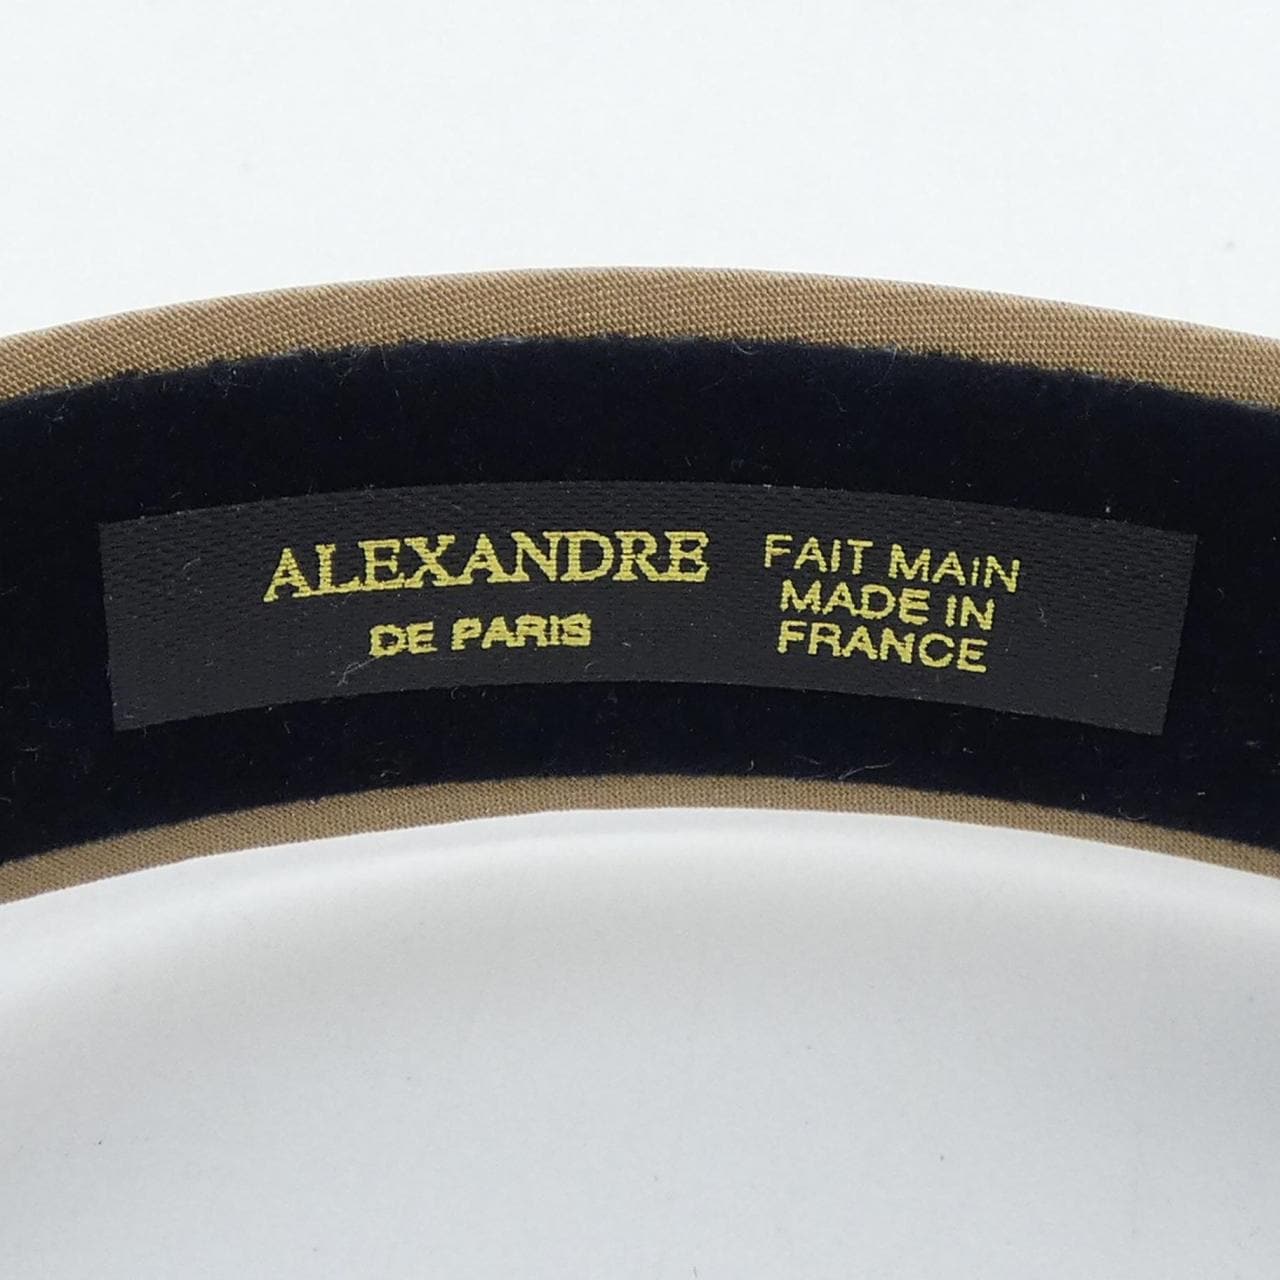 ALEXANDRE
DE PARIS
FAIT MAIN
MADE IN
FRANCE